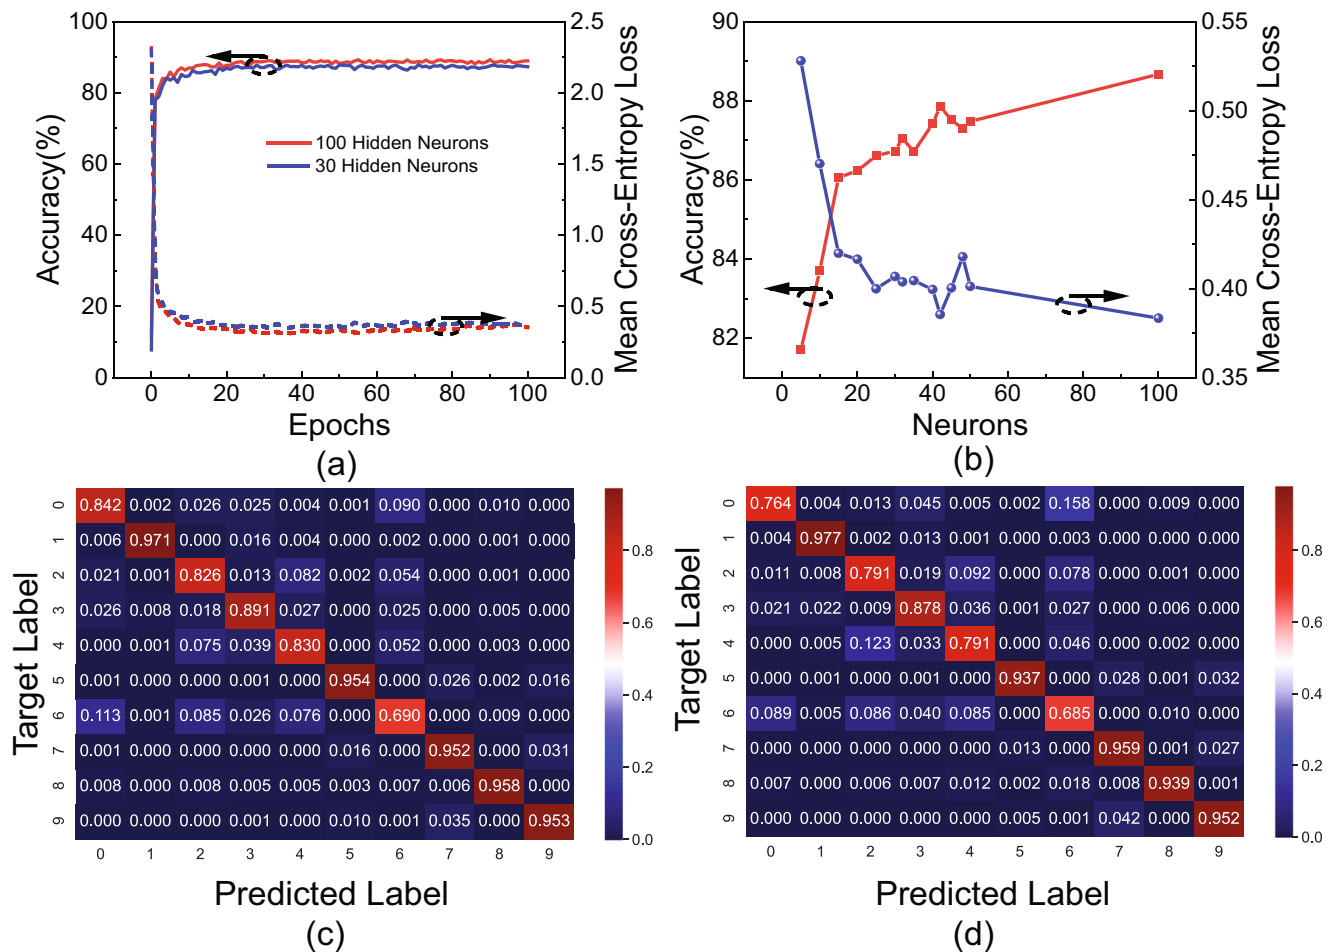 100
80
60
40
20
0
Accuracy(%)
2.5
2.0
1.5
1.0
0.5
0.0
Mean Cross-Entropy Loss
100 Hidden Neurons
30 Hidden Neurons
0 20 40 60 80 100
Epochs
(a)
90
88
86
84
82
Accuracy(%)
0.55
0.50
0.45
0.40
0.35
Mean Cross-Entropy Loss
0 20 40 60 80 100
Neurons
(b)
Target Label
0 0.842 0.002 0.026 0.025 0.004 0.001 0.090 0.000 0.010 0.000
1 0.006 0.971 0.000 0.016 0.004 0.000 0.002 0.000 0.001 0.000
2 0.021 0.001 0.826 0.013 0.082 0.002 0.054 0.000 0.001 0.000
3 0.026 0.008 0.018 0.891 0.027 0.000 0.025 0.000 0.005 0.000
4 0.000 0.001 0.075 0.039 0.830 0.000 0.052 0.000 0.003 0.000
5 0.001 0.000 0.000 0.001 0.000 0.954 0.000 0.026 0.002 0.016
6 0.113 0.001 0.085 0.026 0.076 0.000 0.690 0.000 0.009 0.000
7 0.001 0.000 0.000 0.000 0.000 0.016 0.000 0.952 0.000 0.031
8 0.008 0.000 0.008 0.005 0.005 0.003 0.007 0.006 0.958 0.000
9 0.000 0.000 0.000 0.001 0.000 0.010 0.001 0.035 0.000 0.953
0 1 2 3 4 5 6 7 8 9
Predicted Label
0.8
0.6
0.4
0.2
0.0
(c)
Target Label
0 0.764 0.004 0.013 0.045 0.005 0.002 0.158 0.000 0.009 0.000
1 0.004 0.977 0.002 0.013 0.001 0.000 0.003 0.000 0.000 0.000
2 0.011 0.008 0.791 0.019 0.092 0.000 0.078 0.000 0.001 0.000
3 0.021 0.022 0.009 0.878 0.036 0.001 0.027 0.000 0.006 0.000
4 0.000 0.005 0.123 0.033 0.791 0.000 0.046 0.000 0.002 0.000
5 0.000 0.001 0.000 0.001 0.000 0.937 0.000 0.028 0.001 0.032
6 0.089 0.005 0.086 0.040 0.085 0.000 0.685 0.000 0.010 0.000
7 0.000 0.000 0.000 0.000 0.000 0.013 0.000 0.959 0.001 0.027
8 0.007 0.000 0.006 0.007 0.012 0.002 0.018 0.008 0.939 0.001
9 0.000 0.000 0.000 0.000 0.000 0.005 0.001 0.042 0.000 0.952
0 1 2 3 4 5 6 7 8 9
Predicted Label
0.8
0.6
0.4
0.2
0.0
(d)